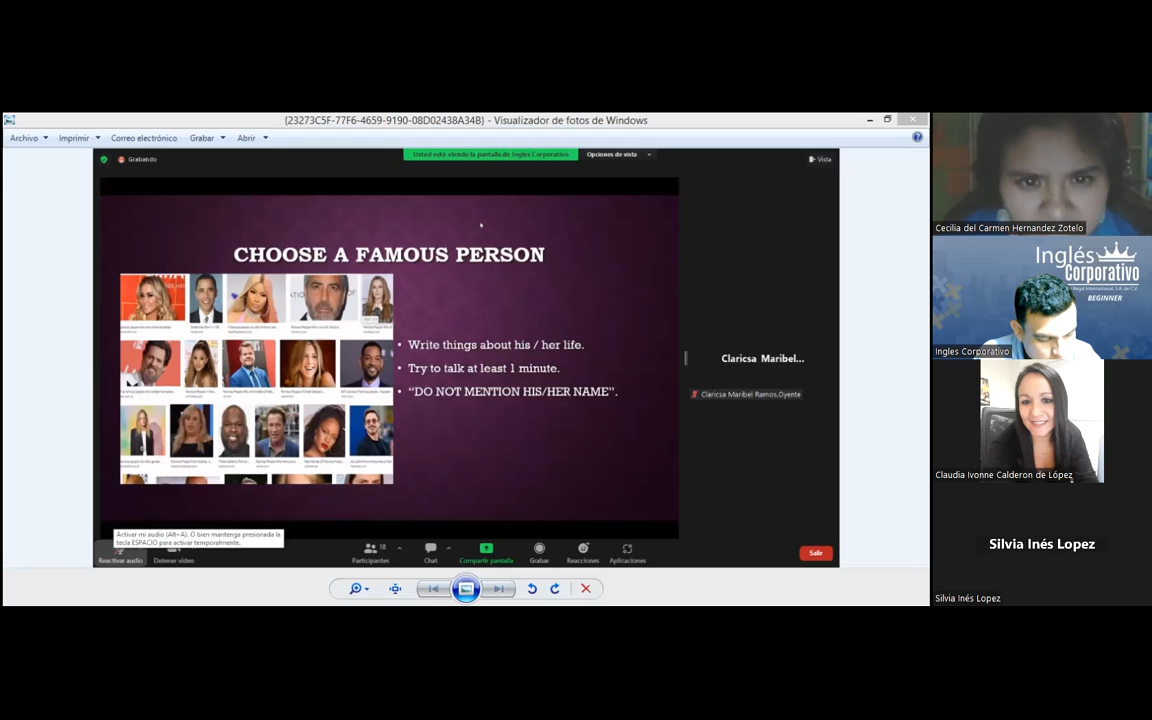 {23273C5F-77F6-4659-9190-08D02438A34B} - Visualizador de fotos de Windows
Archivo Imprimir Correo electrónico Grabar Abrir
Grabando
Usted está viendo la pantalla de Ingles Corporativo
Opciones de vista
Vista
CHOOSE A FAMOUS PERSON
• Write things about his / her life.
• Try to talk at least 1 minute.
• “DO NOT MENTION HIS/HER NAME”.
Claricsa Maribel...
Claricsa Maribel Ramos.Oyente
Activar mi audio (Alt+A). O bien mantenga presionada la
tecla ESPACIO para activar temporalmente.
Reactivar audio Detener video Participantes 18 Chat Compartir pantalla Grabar Reacciones Aplicaciones Salir
Cecilia del Carmen Hernandez Zotelo
Inglés
Corporativo
BEGINNER
Ingles Corporativo
Claudia Ivonne Calderon de López
Silvia Inés Lopez
Silvia Inés Lopez